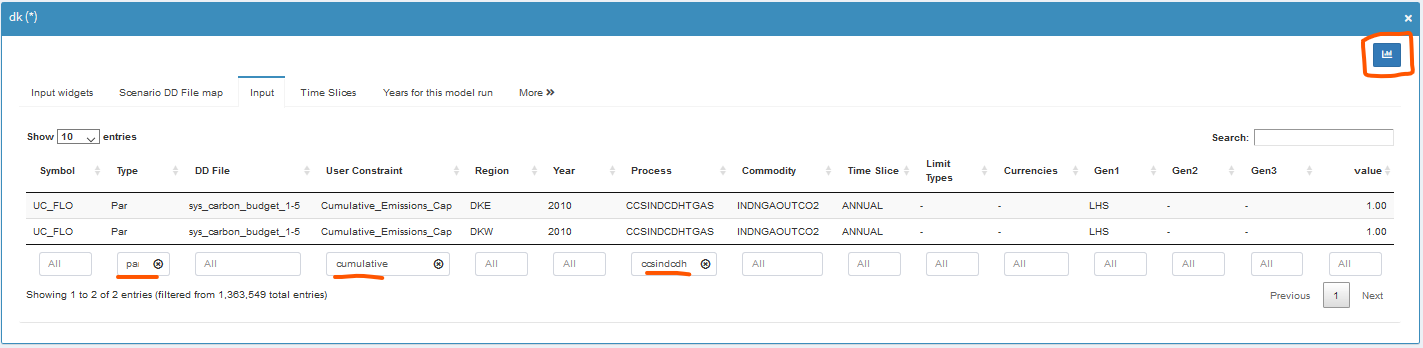 dk (*)
×
Input widgets Scenario DD File map Input Time Slices Years for this model run More »
Show 10 entries Search:
Symbol Type DD File User Constraint Region Year Process Commodity Time Slice Limit Types Currencies Gen1 Gen2 Gen3 value
UC_FLO Par sys_carbon_budget_1-5 Cumulative_Emissions_Cap DKE 2010 CCSINDCDHTGAS INDNGAOUTCO2 ANNUAL - - LHS - - 1.00
UC_FLO Par sys_carbon_budget_1-5 Cumulative_Emissions_Cap DKW 2010 CCSINDCDHTGAS INDNGAOUTCO2 ANNUAL - - LHS - - 1.00
All par All cumulative All All ccsindcdh All All All All All All All All
Showing 1 to 2 of 2 entries (filtered from 1,363,549 total entries) Previous 1 Next